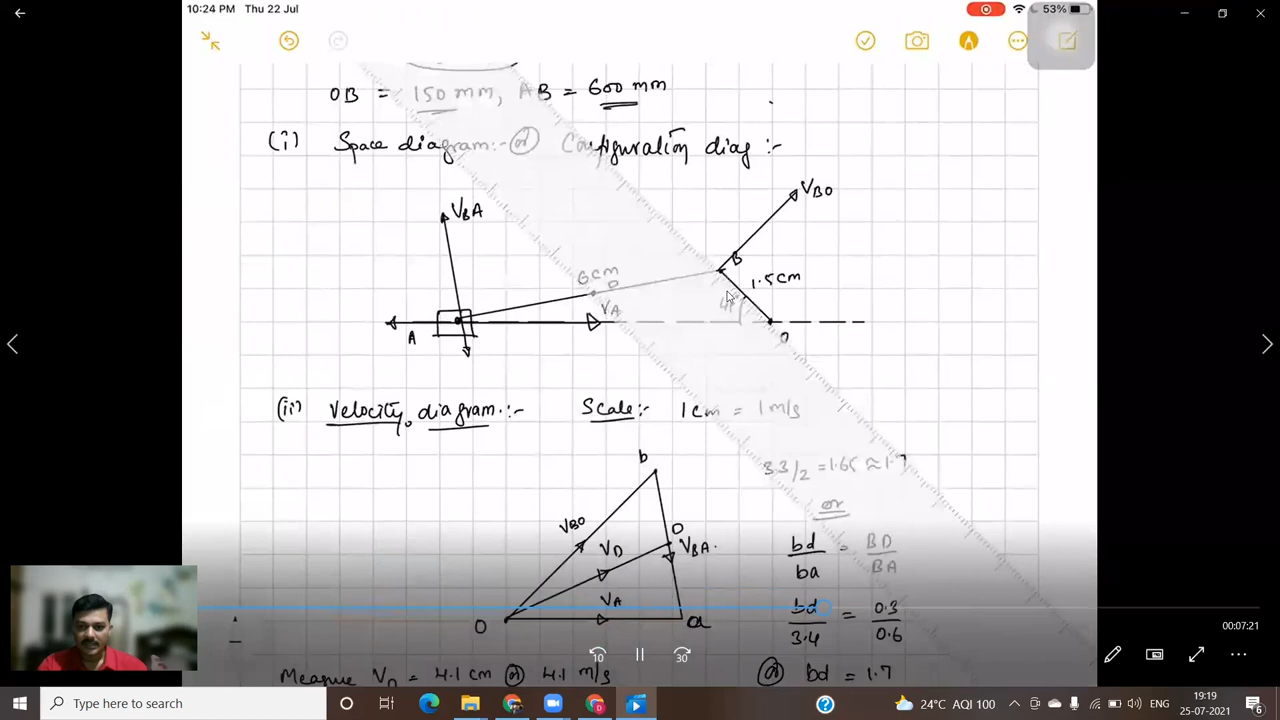 10:24 PM Thu 22 Jul
53%
OB = 150 mm, AB = 600 mm
(i) Space diagram :- or Configuration diag :-
VBA
VBO
B
6cm
D
1.5cm
VA
A
O
(ii) Velocity diagram :- Scale :- 1cm = 1m/s
b
3.3/2 = 1.65 ≈ 1.7
or
VBO
VD
D
VBA.
bd/ba = BD/BA
VA
O
a
bd/3.4 = 0.3/0.6
00:07:21
10
30
Measure VD = 4.1 cm or 4.1 m/s
or bd = 1.7
Type here to search
24°C AQI 100
19:19
25-07-2021
6